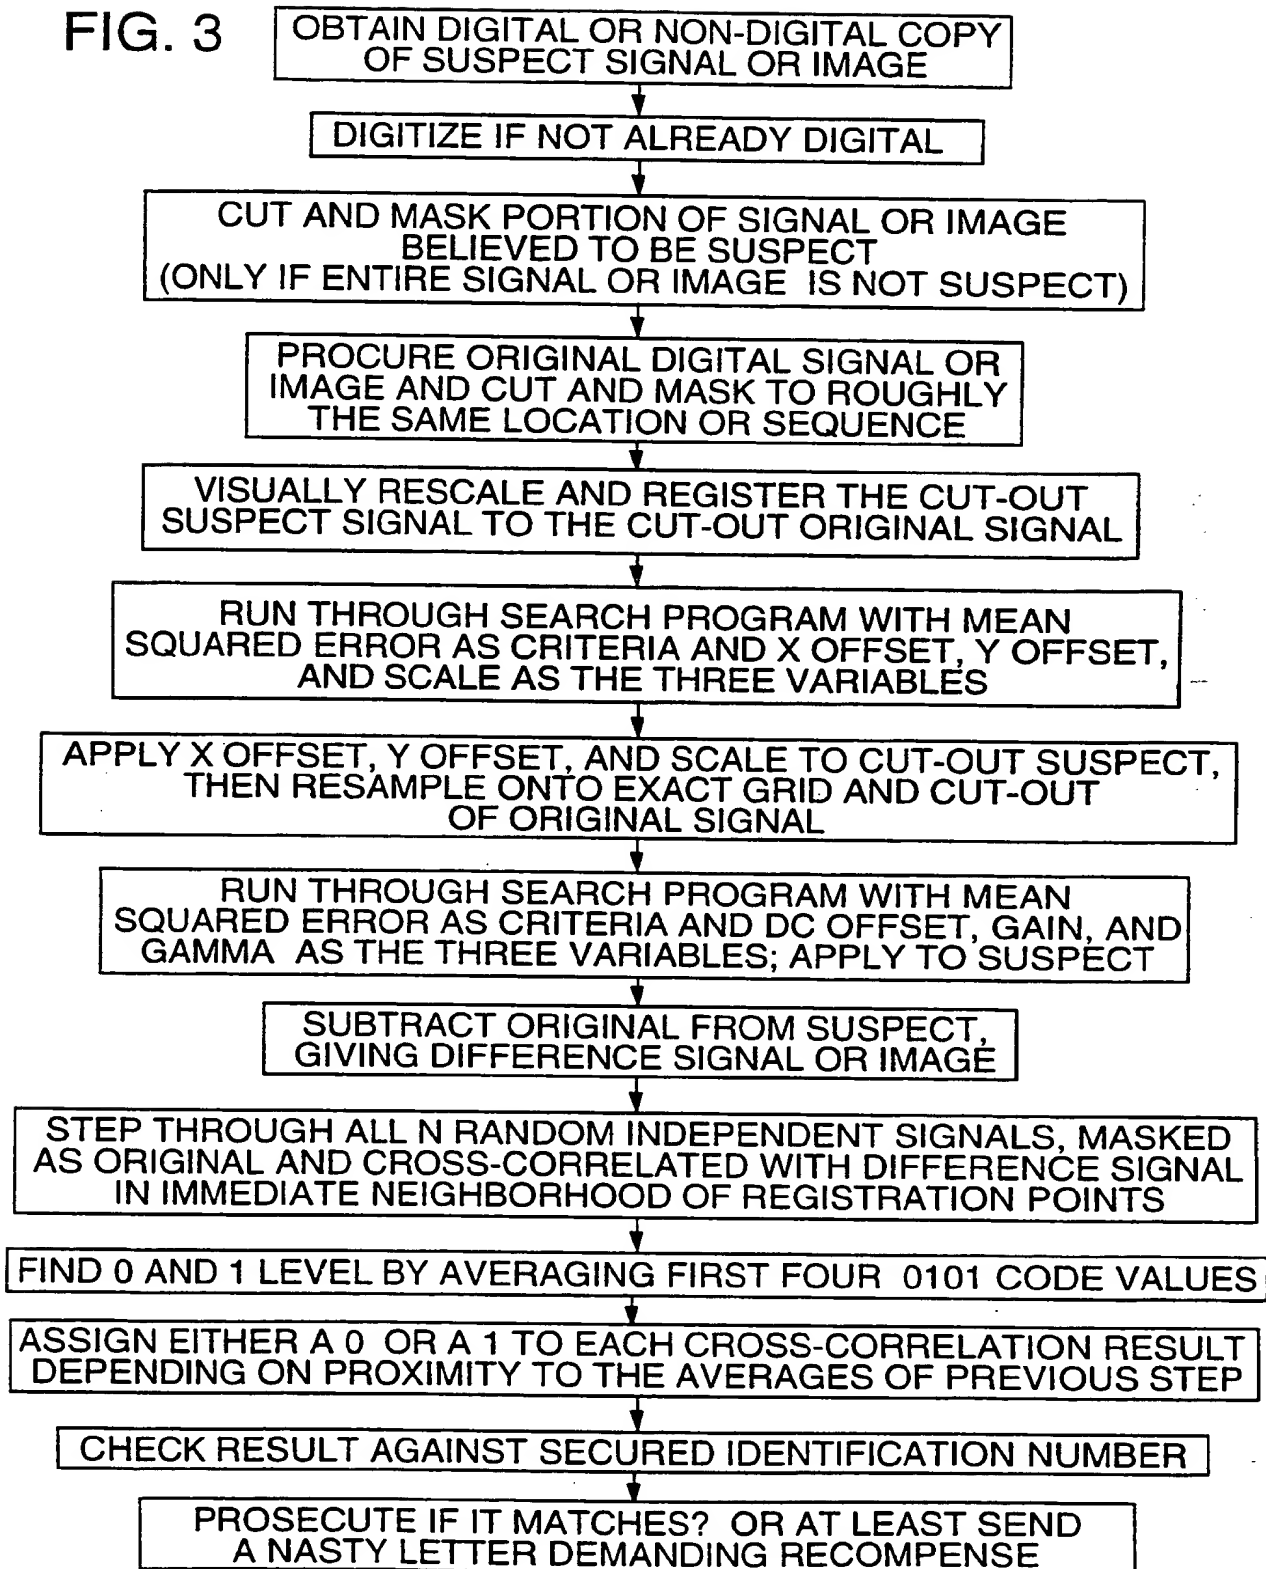 FIG. 3
OBTAIN DIGITAL OR NON-DIGITAL COPY
OF SUSPECT SIGNAL OR IMAGE
DIGITIZE IF NOT ALREADY DIGITAL
CUT AND MASK PORTION OF SIGNAL OR IMAGE
BELIEVED TO BE SUSPECT
(ONLY IF ENTIRE SIGNAL OR IMAGE IS NOT SUSPECT)
PROCURE ORIGINAL DIGITAL SIGNAL OR
IMAGE AND CUT AND MASK TO ROUGHLY
THE SAME LOCATION OR SEQUENCE
VISUALLY RESCALE AND REGISTER THE CUT-OUT
SUSPECT SIGNAL TO THE CUT-OUT ORIGINAL SIGNAL
RUN THROUGH SEARCH PROGRAM WITH MEAN
SQUARED ERROR AS CRITERIA AND X OFFSET, Y OFFSET,
AND SCALE AS THE THREE VARIABLES
APPLY X OFFSET, Y OFFSET, AND SCALE TO CUT-OUT SUSPECT,
THEN RESAMPLE ONTO EXACT GRID AND CUT-OUT
OF ORIGINAL SIGNAL
RUN THROUGH SEARCH PROGRAM WITH MEAN
SQUARED ERROR AS CRITERIA AND DC OFFSET, GAIN, AND
GAMMA AS THE THREE VARIABLES; APPLY TO SUSPECT
SUBTRACT ORIGINAL FROM SUSPECT,
GIVING DIFFERENCE SIGNAL OR IMAGE
STEP THROUGH ALL N RANDOM INDEPENDENT SIGNALS, MASKED
AS ORIGINAL AND CROSS-CORRELATED WITH DIFFERENCE SIGNAL
IN IMMEDIATE NEIGHBORHOOD OF REGISTRATION POINTS
FIND 0 AND 1 LEVEL BY AVERAGING FIRST FOUR 0101 CODE VALUES
ASSIGN EITHER A 0 OR A 1 TO EACH CROSS-CORRELATION RESULT
DEPENDING ON PROXIMITY TO THE AVERAGES OF PREVIOUS STEP
CHECK RESULT AGAINST SECURED IDENTIFICATION NUMBER
PROSECUTE IF IT MATCHES? OR AT LEAST SEND
A NASTY LETTER DEMANDING RECOMPENSE